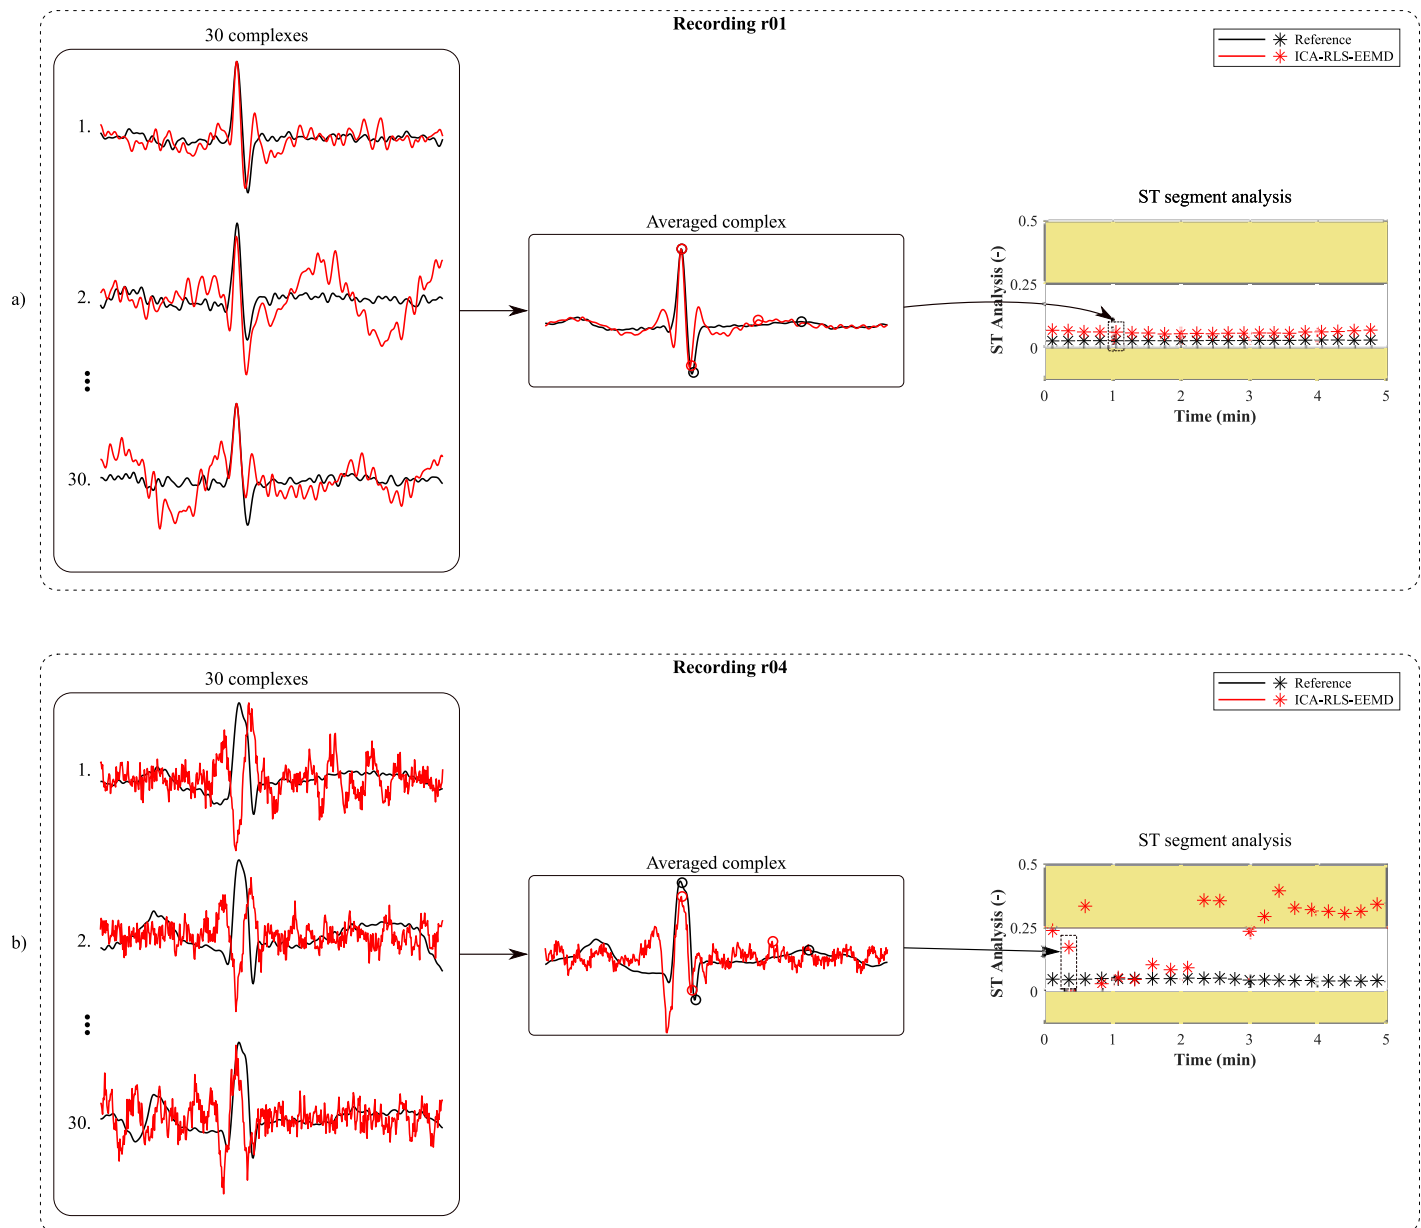 Recording r01
30 complexes
Reference
ICA-RLS-EEMD
1.
2.
30.
a)
Averaged complex
ST segment analysis
ST Analysis (-)
0.5
0.25
0
0 1 2 3 4 5
Time (min)
Recording r04
30 complexes
Reference
ICA-RLS-EEMD
1.
2.
30.
b)
Averaged complex
ST segment analysis
ST Analysis (-)
0.5
0.25
0
0 1 2 3 4 5
Time (min)